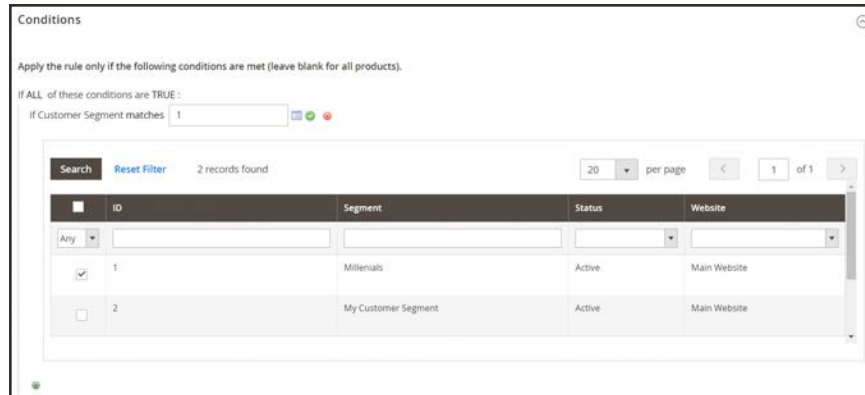 Conditions
Apply the rule only if the following conditions are met (leave blank for all products).
If ALL of these conditions are TRUE :
If Customer Segment matches 1
Search Reset Filter 2 records found 20 per page 1 of 1
ID Segment Status Website
Any
1 Millenials Active Main Website
2 My Customer Segment Active Main Website